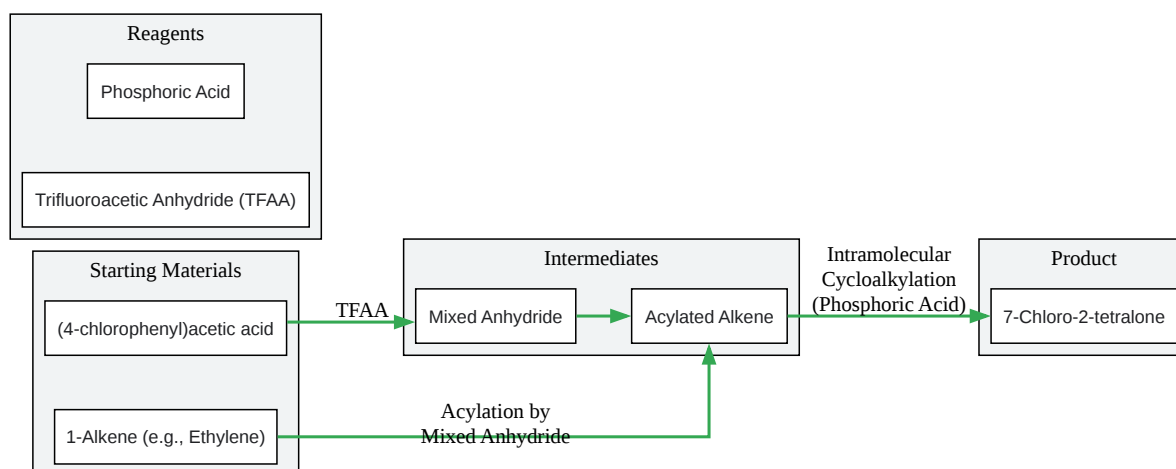 Reagents
Phosphoric Acid
Trifluoroacetic Anhydride (TFAA)
Starting Materials
(4-chlorophenyl)acetic acid
1-Alkene (e.g., Ethylene)
TFAA
Acylation by
Mixed Anhydride
Intermediates
Mixed Anhydride
Acylated Alkene
Intramolecular
Cycloalkylation
(Phosphoric Acid)
Product
7-Chloro-2-tetralone